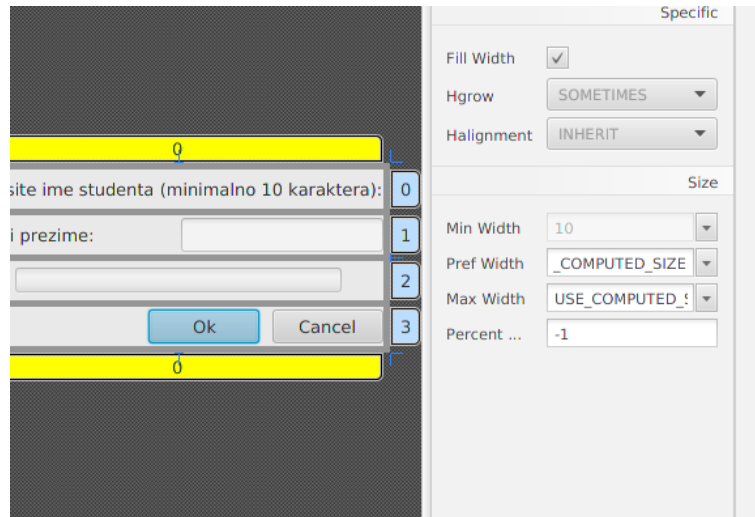 Specific
Fill Width
Hgrow SOMETIMES
Halignment INHERIT
Size
Min Width 10
Pref Width _COMPUTED_SIZE
Max Width USE_COMPUTED_S
Percent ... -1
0
site ime studenta (minimalno 10 karaktera): 0
i prezime: 1
2
Ok Cancel 3
0